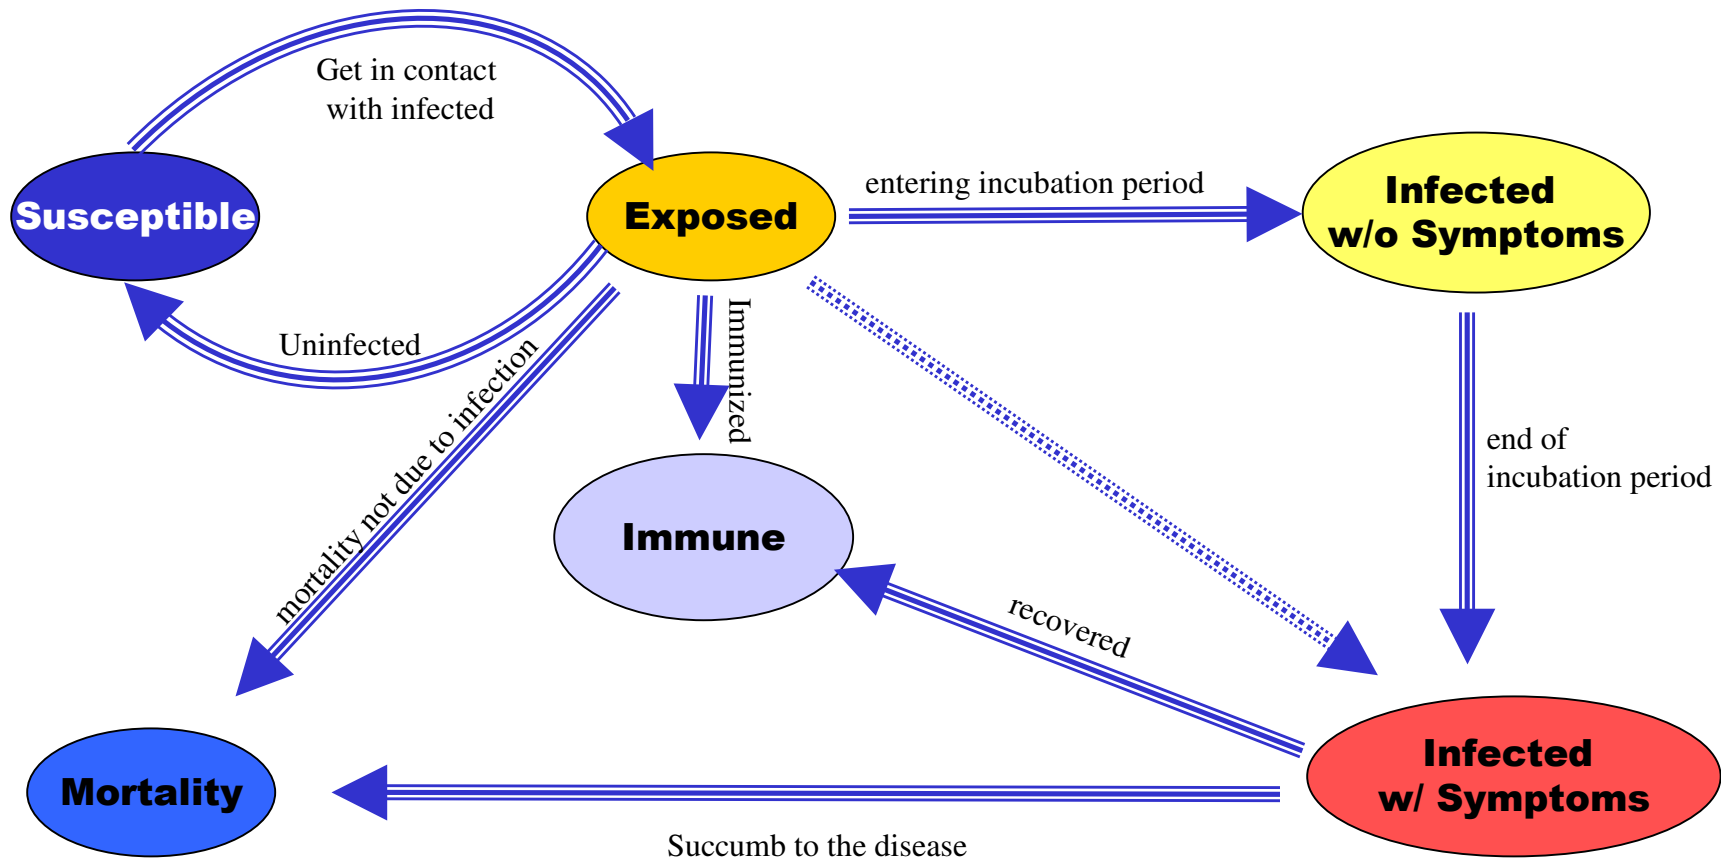 Get in contact
with infected
Susceptible
Exposed
entering incubation period
Infected
w/o Symptoms
Uninfected
mortality not due to infection
Immunized
end of
incubation period
Immune
recovered
Mortality
Infected
w/ Symptoms
Succumb to the disease